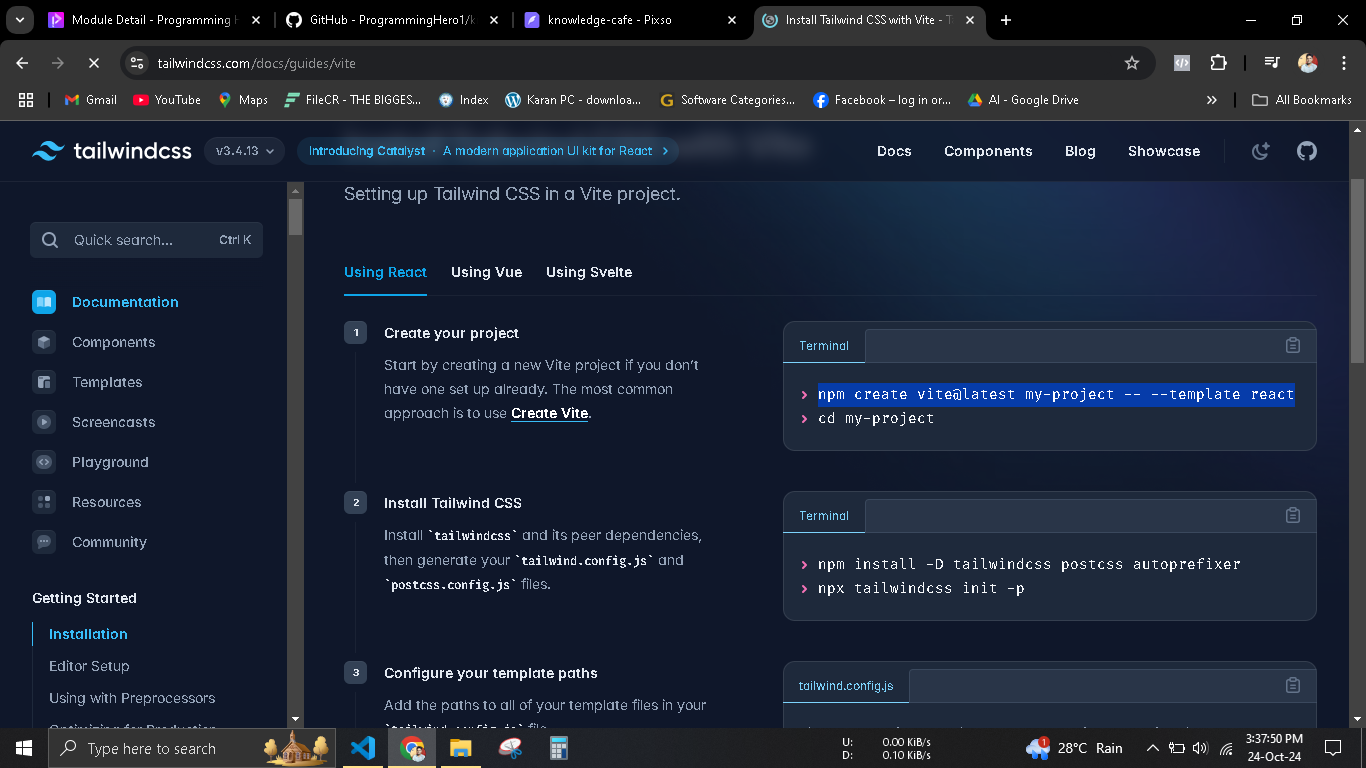 Module Detail - Programming H
GitHub - ProgrammingHero1/k
knowledge-cafe - Pixso
Install Tailwind CSS with Vite - T
tailwindcss.com/docs/guides/vite
Gmail
YouTube
Maps
FileCR - THE BIGGES...
Index
Karan PC - downloa...
Software Categories...
Facebook – log in or...
AI - Google Drive
All Bookmarks
tailwindcss
v3.4.13
Introducing Catalyst · A modern application UI kit for React
with Vite
Docs
Components
Blog
Showcase
Setting up Tailwind CSS in a Vite project.
Quick search...
Ctrl K
Documentation
Components
Templates
Screencasts
Playground
Resources
Community
Getting Started
Installation
Editor Setup
Using with Preprocessors
Optimizing for Production
Using React
Using Vue
Using Svelte
1
Create your project
Start by creating a new Vite project if you don’t
have one set up already. The most common
approach is to use Create Vite.
Terminal
> npm create vite@latest my-project -- --template react
> cd my-project
2
Install Tailwind CSS
Install `tailwindcss` and its peer dependencies,
then generate your `tailwind.config.js` and
`postcss.config.js` files.
Terminal
> npm install -D tailwindcss postcss autoprefixer
> npx tailwindcss init -p
3
Configure your template paths
Add the paths to all of your template files in your
`tailwind.config.js` file.
tailwind.config.js
Type here to search
U: 0.00 KiB/s
D: 0.10 KiB/s
1
28°C Rain
3:37:50 PM
24-Oct-24